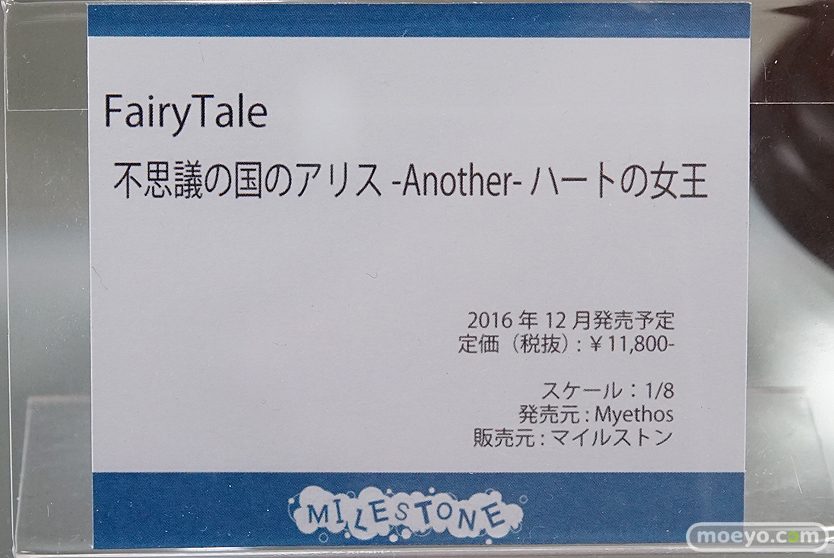 FairyTale
不思議の国のアリス -Another- ハートの女王
2016 年 12 月発売予定
定価（税抜）: ¥ 11,800-
スケール：1/8
発売元 : Myethos
販売元 : マイルストン
MILESTONE
moeyo.com